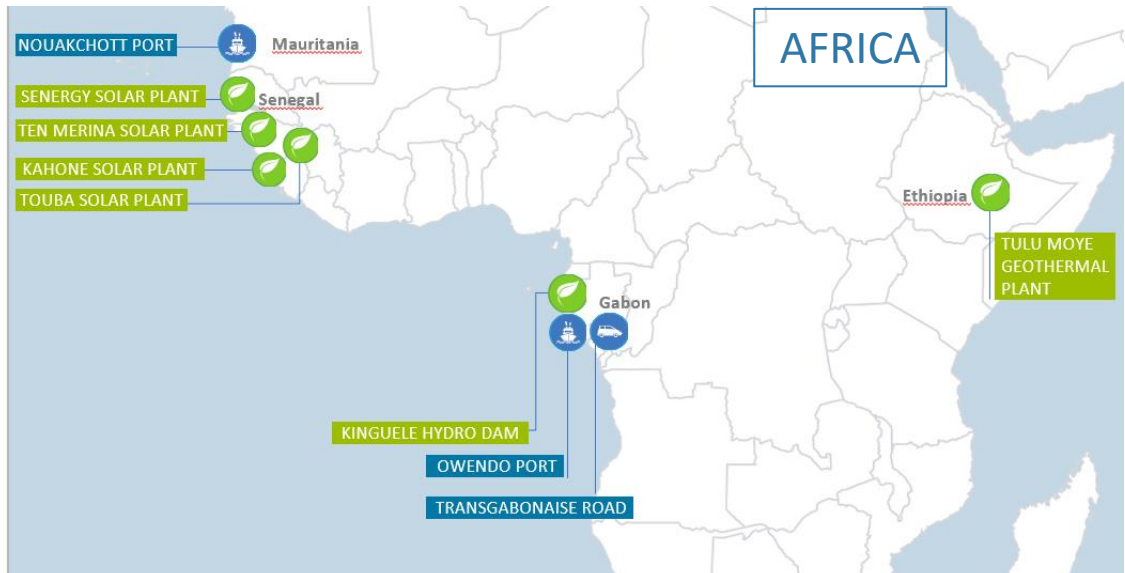 AFRICA
NOUAKCHOTT PORT
Mauritania
SENERGY SOLAR PLANT
Senegal
TEN MERINA SOLAR PLANT
KAHONE SOLAR PLANT
TOUBA SOLAR PLANT
Ethiopia
TULU MOYE
GEOTHERMAL
PLANT
Gabon
KINGUELE HYDRO DAM
OWENDO PORT
TRANSGABONAISE ROAD